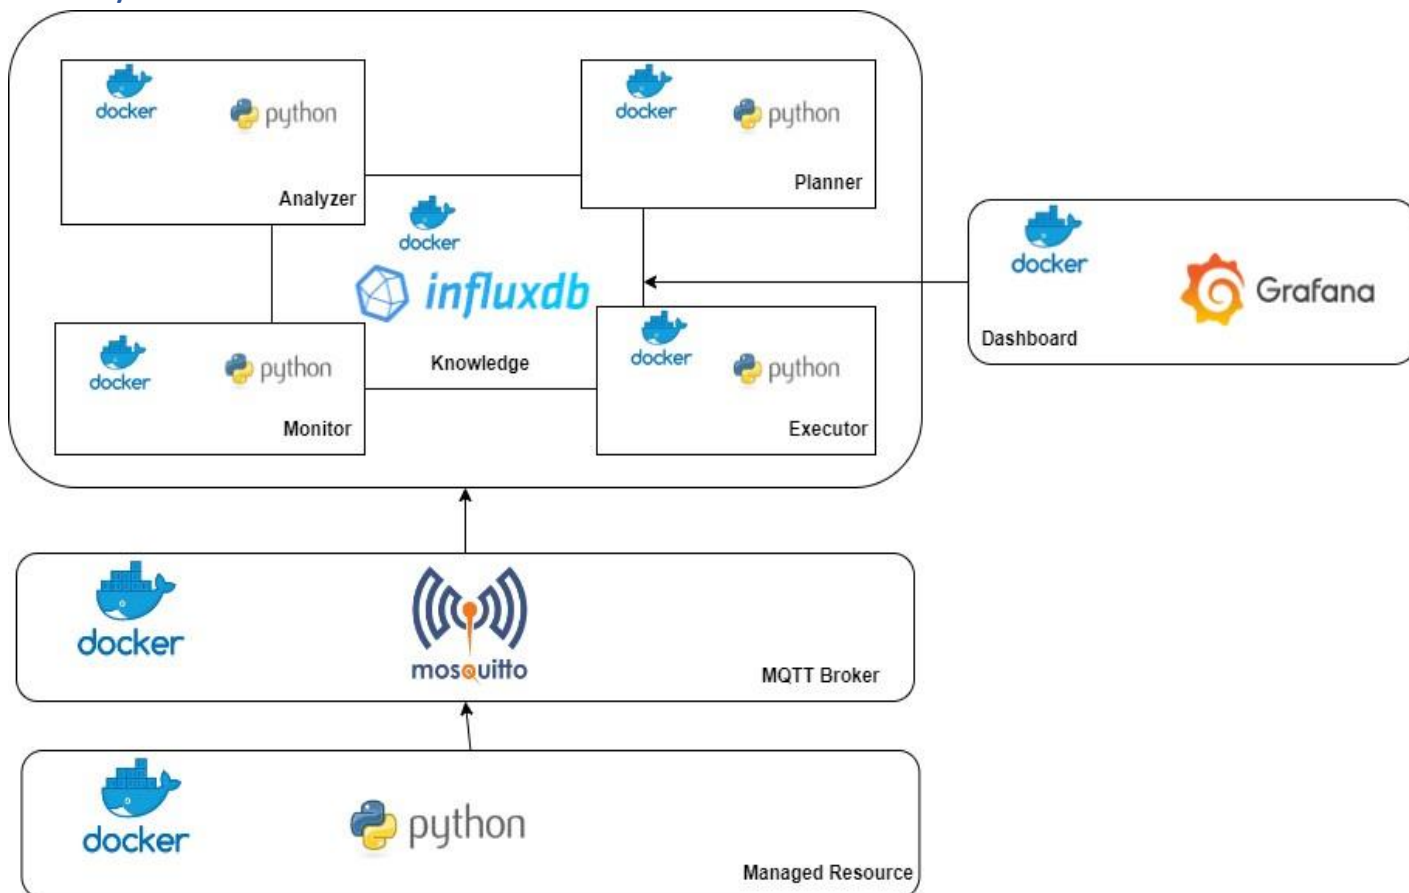 docker
python
Analyzer
docker
python
Planner
docker
influxdb
Knowledge
docker
python
Monitor
docker
python
Executor
docker
Grafana
Dashboard
docker
mosquitto
MQTT Broker
docker
python
Managed Resource